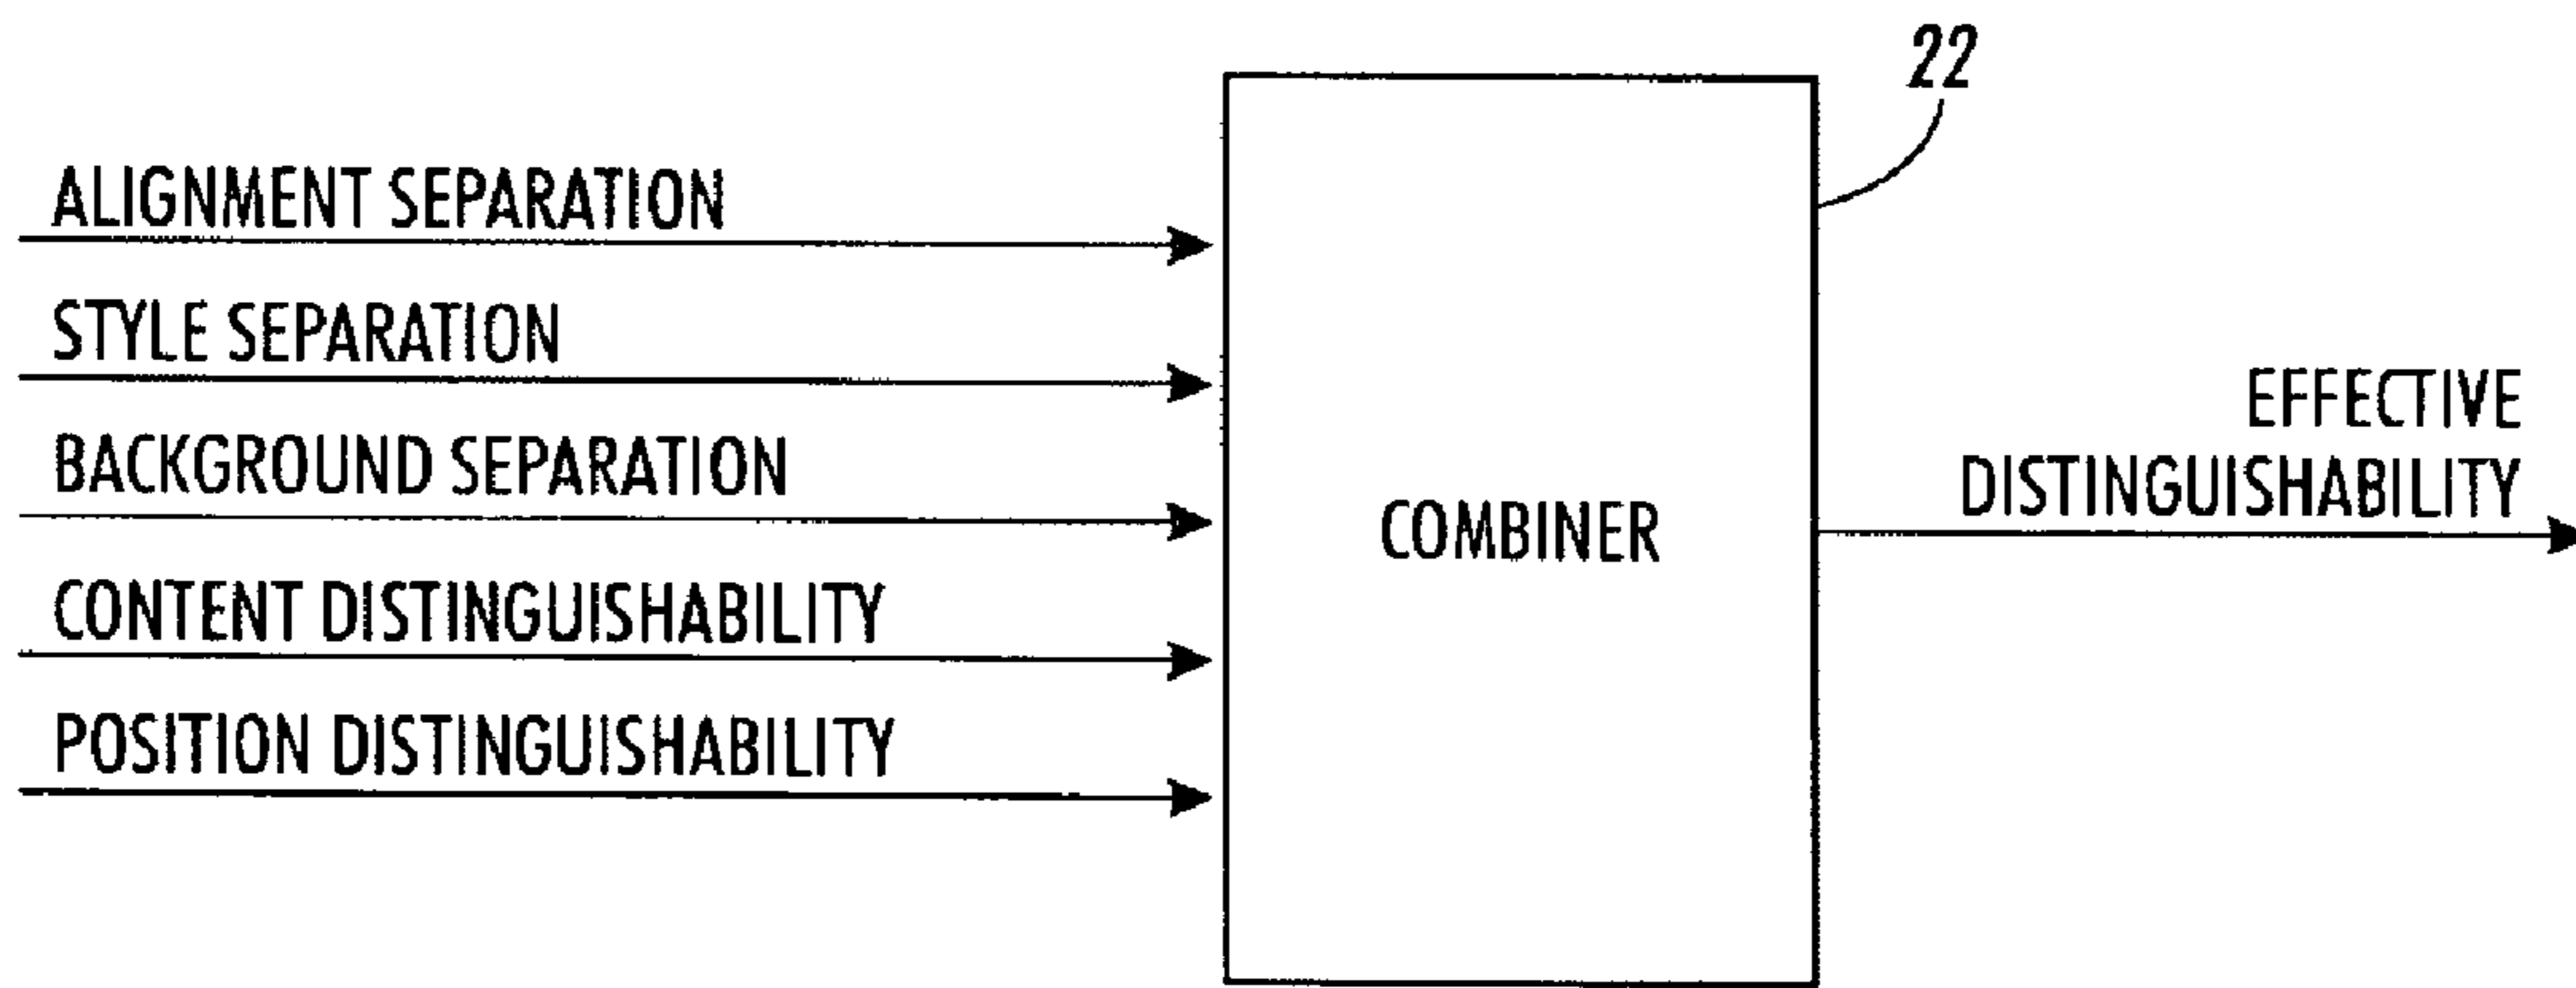 22
ALIGNMENT SEPARATION
STYLE SEPARATION
BACKGROUND SEPARATION
CONTENT DISTINGUISHABILITY
POSITION DISTINGUISHABILITY
COMBINER
EFFECTIVE
DISTINGUISHABILITY